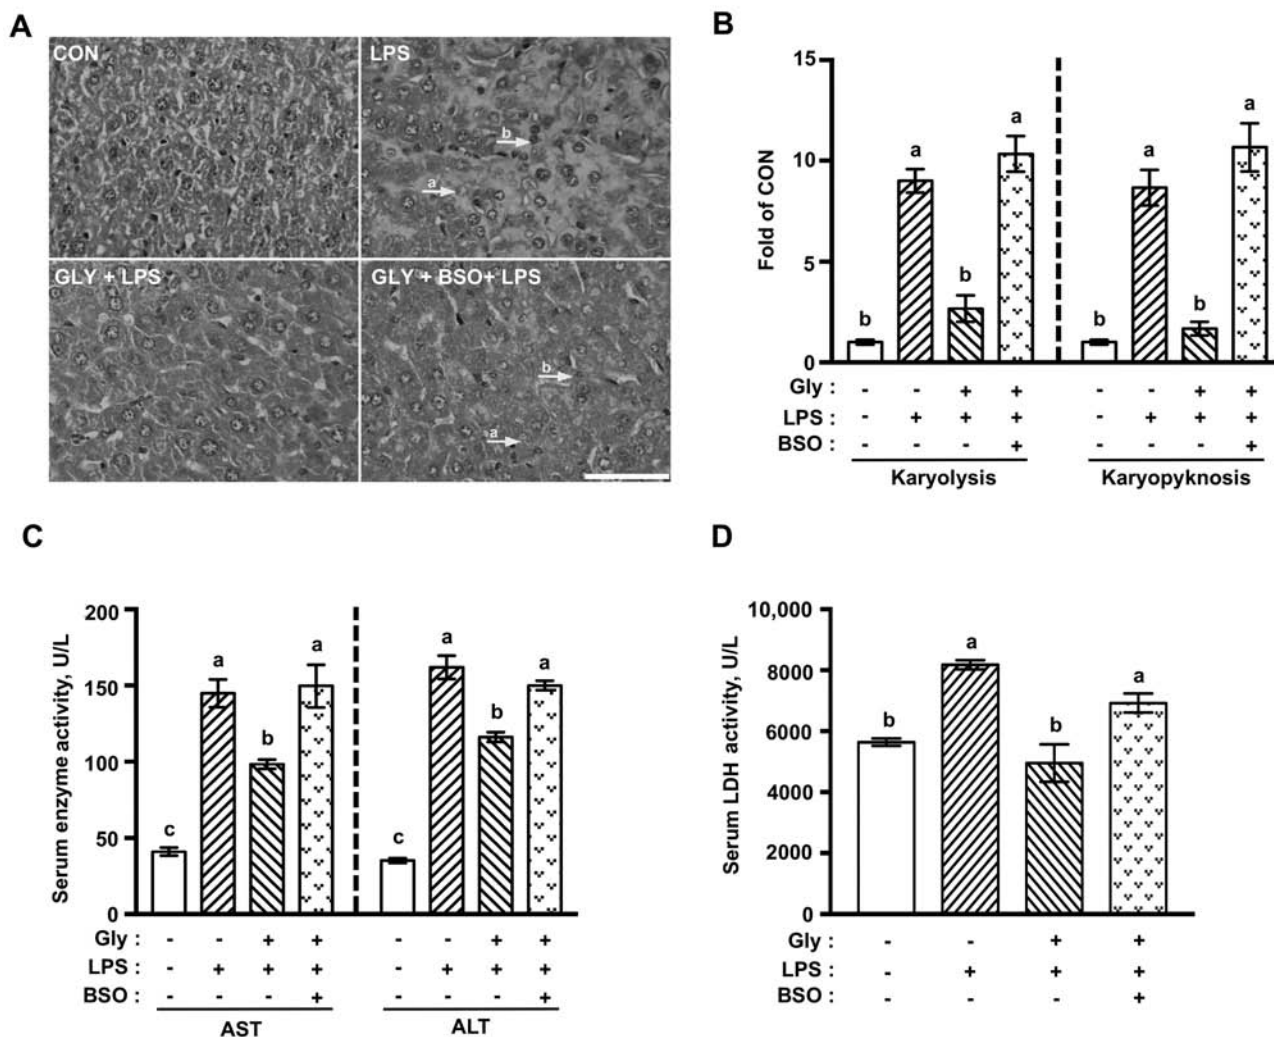 A
CON
LPS
b
a
GLY + LPS
GLY + BSO+ LPS
b
a
B
Fold of CON
15
10
5
0
b a b a b a b a
Gly : - - + + - - + +
LPS : - + + + - + + +
BSO : - - - + - - - +
Karyolysis Karyopyknosis
C
Serum enzyme activity, U/L
200
150
100
50
0
c a b a c a b a
Gly : - - + + - - + +
LPS : - + + + - + + +
BSO : - - - + - - - +
AST ALT
D
Serum LDH activity, U/L
10,000
8000
6000
4000
2000
0
b a b a
Gly : - - + +
LPS : - + + +
BSO : - - - +